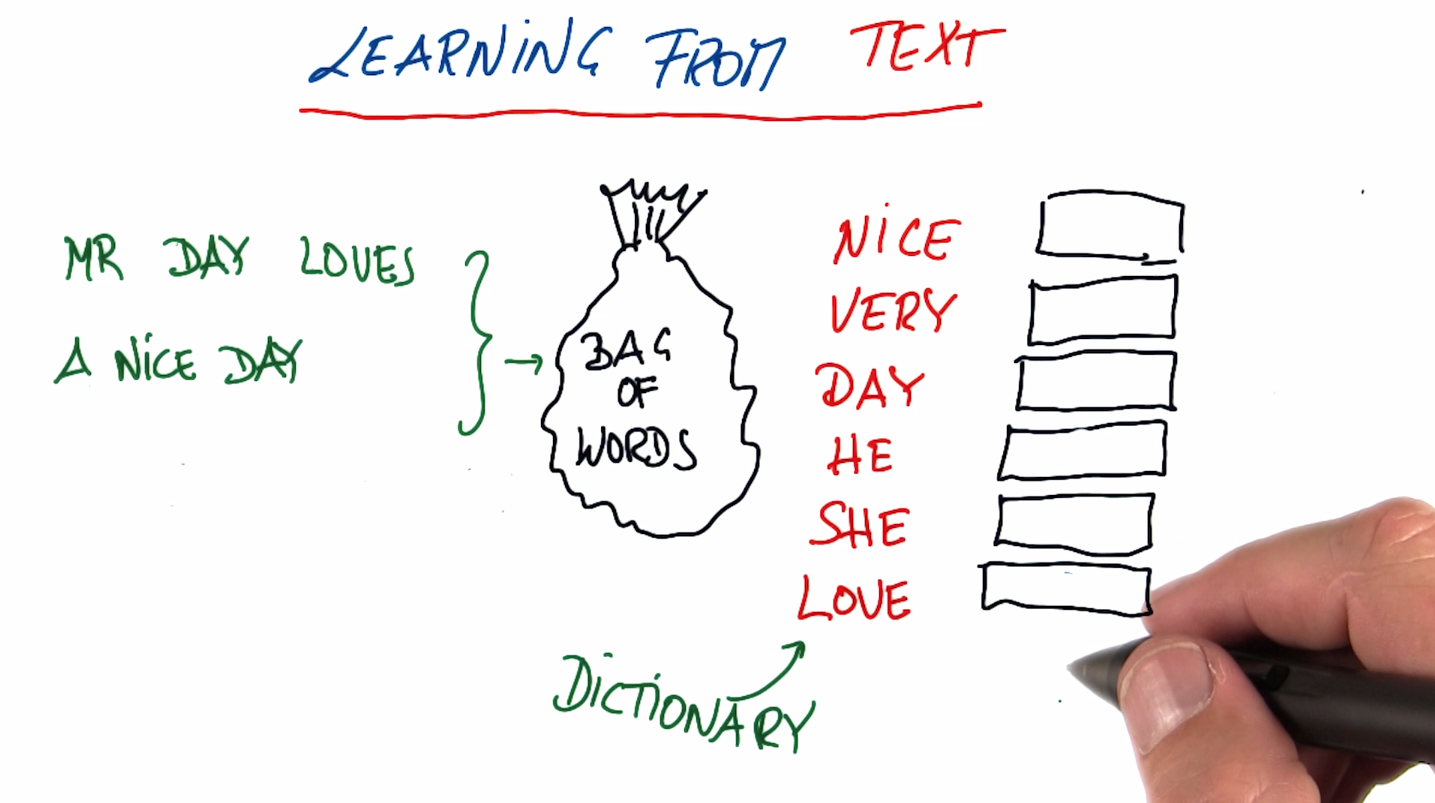 LEARNING FROM TEXT
MR DAY LOVES
A NICE DAY
BAG
OF
WORDS
NICE
VERY
DAY
HE
SHE
LOVE
DICTIONARY